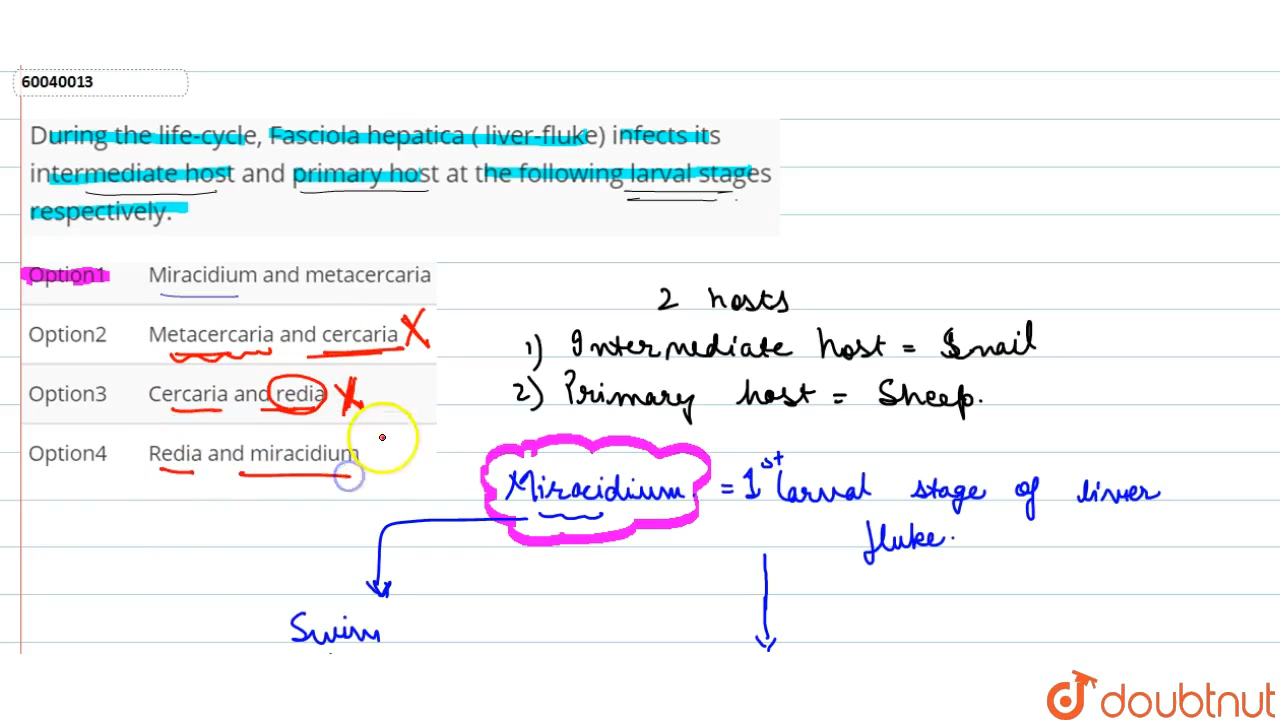 60040013
During the life-cycle, Fasciola hepatica ( liver-fluke) infects its
intermediate host and primary host at the following larval stages
respectively.
Option1 Miracidium and metacercaria
Option2 Metacercaria and cercaria X
Option3 Cercaria and redia X
Option4 Redia and miracidium
2 hosts
1) Intermediate host = Snail
2) Primary host = Sheep.
Miracidium = 1st larval stage of liver
fluke.
Swim
doubtnut